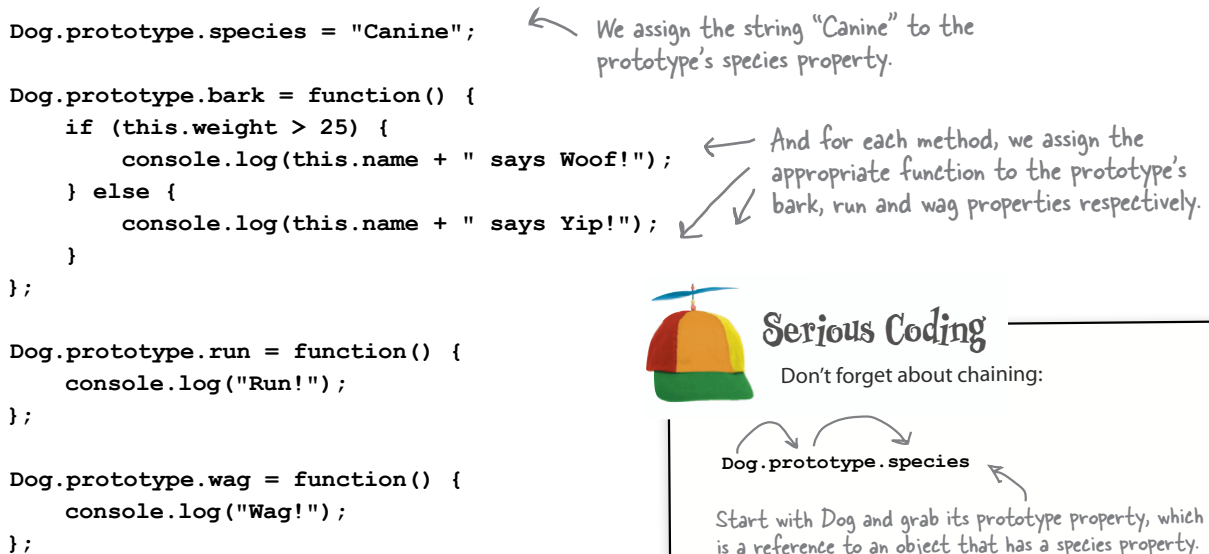 Dog.prototype.species = "Canine";
We assign the string “Canine” to the
prototype’s species property.
Dog.prototype.bark = function() {
    if (this.weight > 25) {
        console.log(this.name + " says Woof!");
    } else {
        console.log(this.name + " says Yip!");
    }
};
And for each method, we assign the
appropriate function to the prototype’s
bark, run and wag properties respectively.
Dog.prototype.run = function() {
    console.log("Run!");
};
Dog.prototype.wag = function() {
    console.log("Wag!");
};
Serious Coding
Don’t forget about chaining:
Dog.prototype.species
Start with Dog and grab its prototype property, which
is a reference to an object that has a species property.